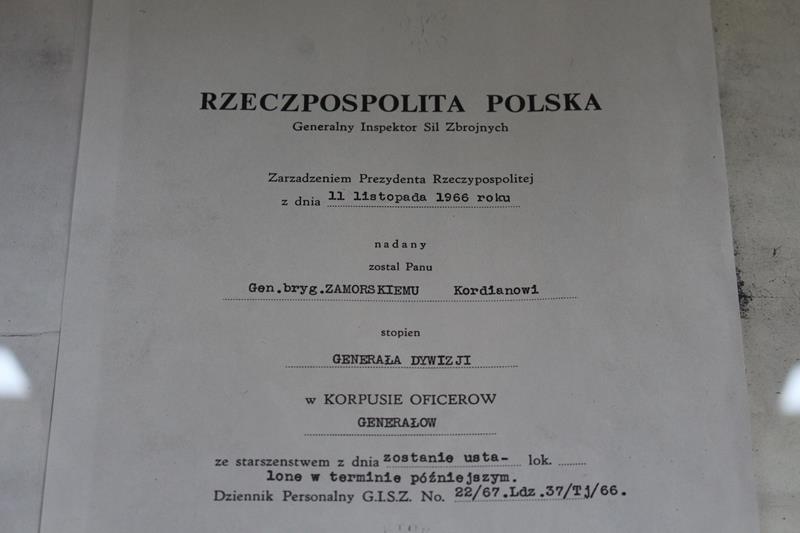 RZECZPOSPOLITA POLSKA
Generalny Inspektor Sil Zbrojnych
Zarzadzeniem Prezydenta Rzeczypospolitej
z dnia 11 listopada 1966 roku
nadany
zostal Panu
Gen.bryg.ZAMORSKIEMU Kordianowi
stopien
GENERAŁA DYWIZJI
w KORPUSIE OFICEROW
GENERAŁOW
ze starszenstwem z dnia zostanie usta- lok. .........
lone w terminie późniejszym.
Dziennik Personalny G.I.S.Z. No. 22/67.Ldz.37/Tj/66.